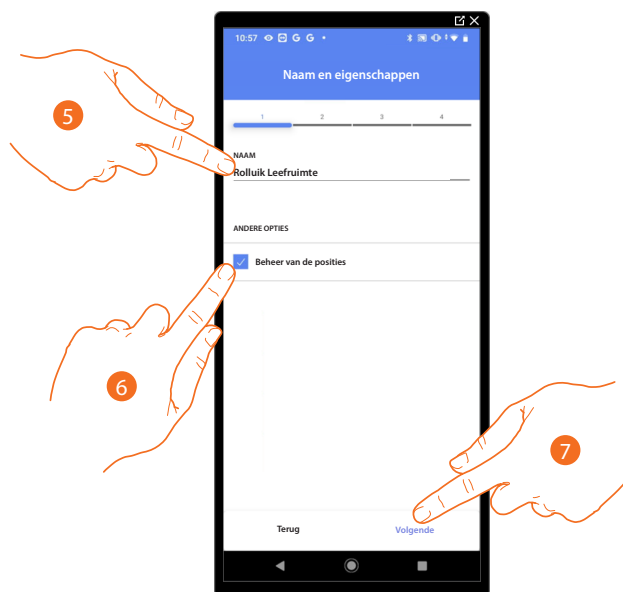 10:57 G G
Naam en eigenschappen
1 2 3 4
NAAM
Rolluik Leefruimte
ANDERE OPTIES
Beheer van de posities
Terug Volgende
5
6
7